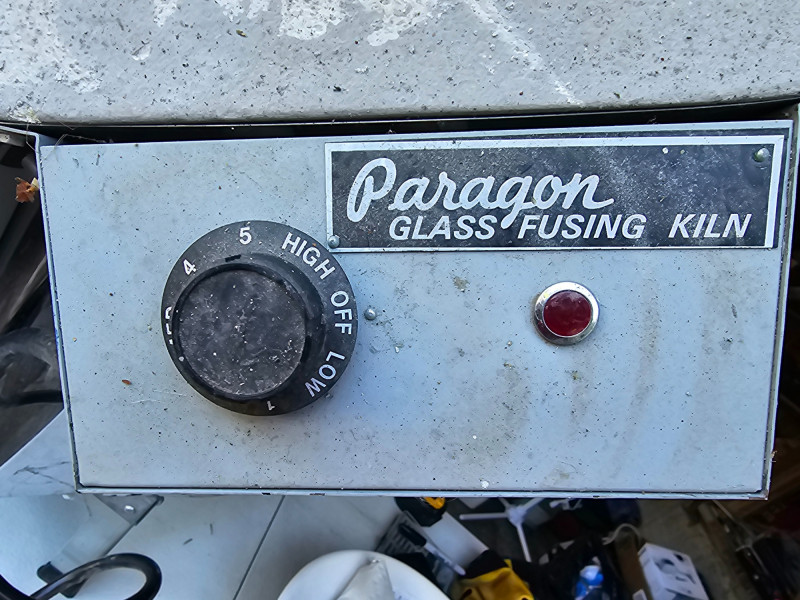 Paragon
GLASS FUSING KILN
4
5
HIGH
OFF
LOW
1